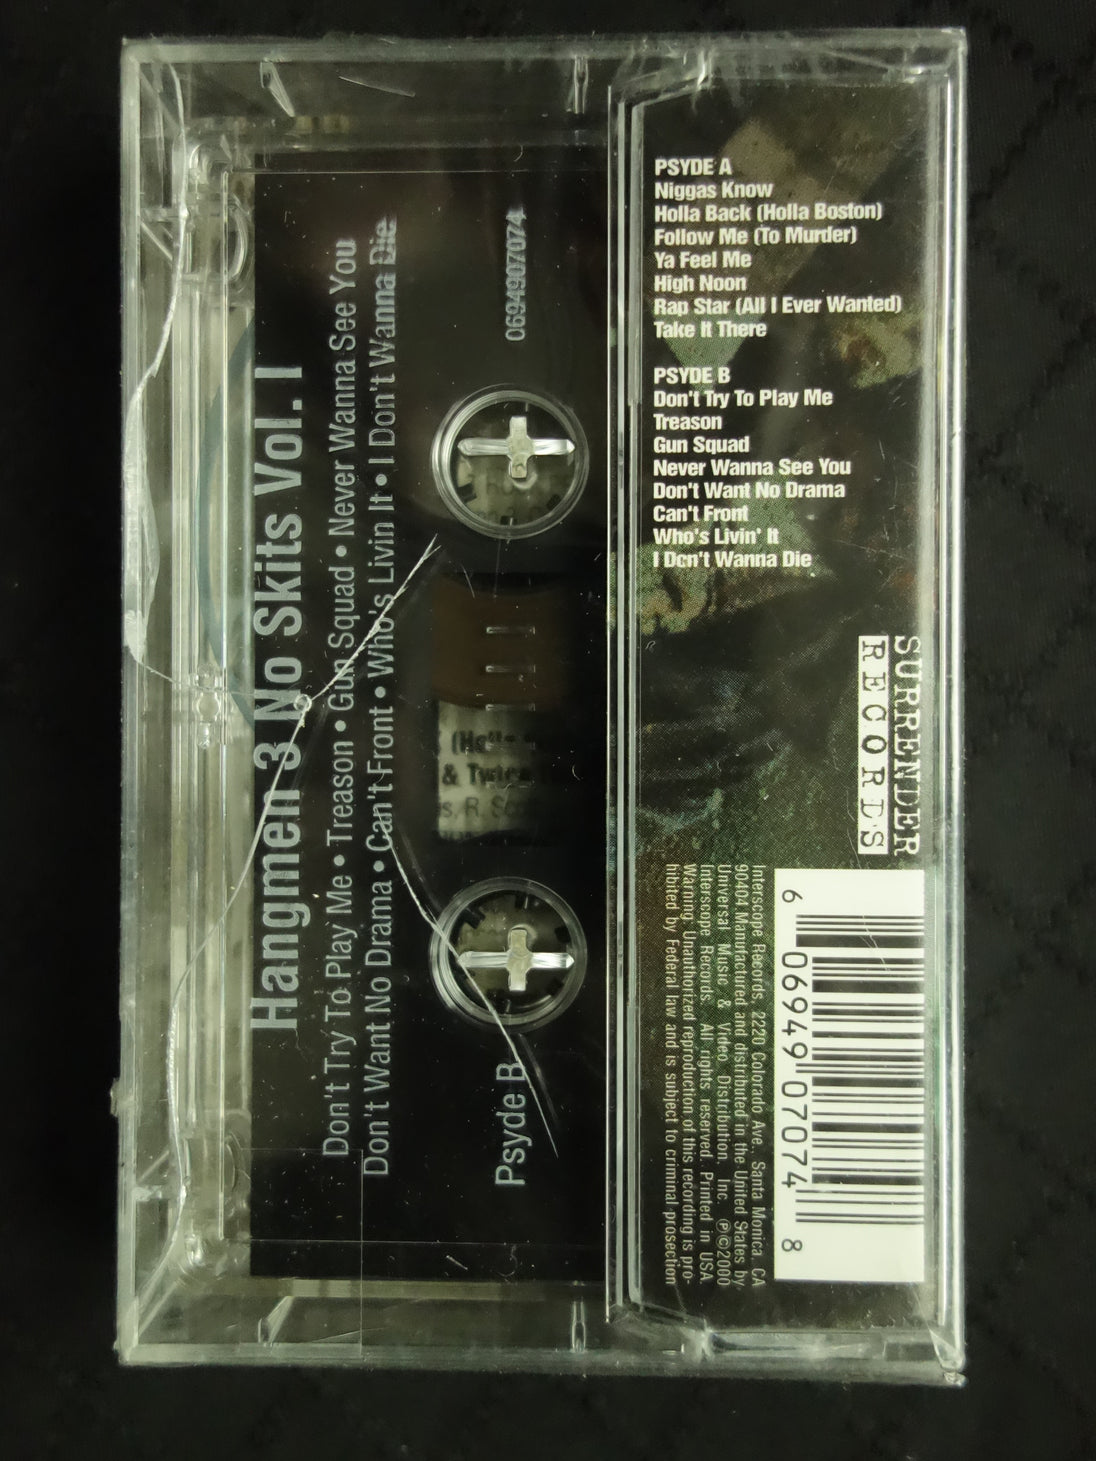 PSYDE A
Niggas Know
Holla Back (Holla Boston)
Follow Me (To Murder)
Ya Feel Me
High Noon
Rap Star (All I Ever Wanted)
Take It There
PSYDE B
Don't Try To Play Me
Treason
Gun Squad
Never Wanna See You
Don't Want No Drama
Can't Front
Who's Livin' It
I Don't Wanna Die
SURRENDER
RECORDS
Interscope Records, 2220 Colorado Ave., Santa Monica, CA
90404 Manufactured and distributed in the United States by
Universal Music & Video Distribution, Inc. ℗©2000
Interscope Records. All rights reserved. Printed in USA
Warning: Unauthorized reproduction of this recording is pro-
hibited by Federal law and is subject to criminal prosecution
6 06949 07074 8
Hangmen 3 No Skits Vol. I
Don't Try To Play Me • Treason • Gun Squad • Never Wanna See You
Don't Want No Drama • Can't Front • Who's Livin It • I Don't Wanna Die
Psyde B
0694907074
& Twice